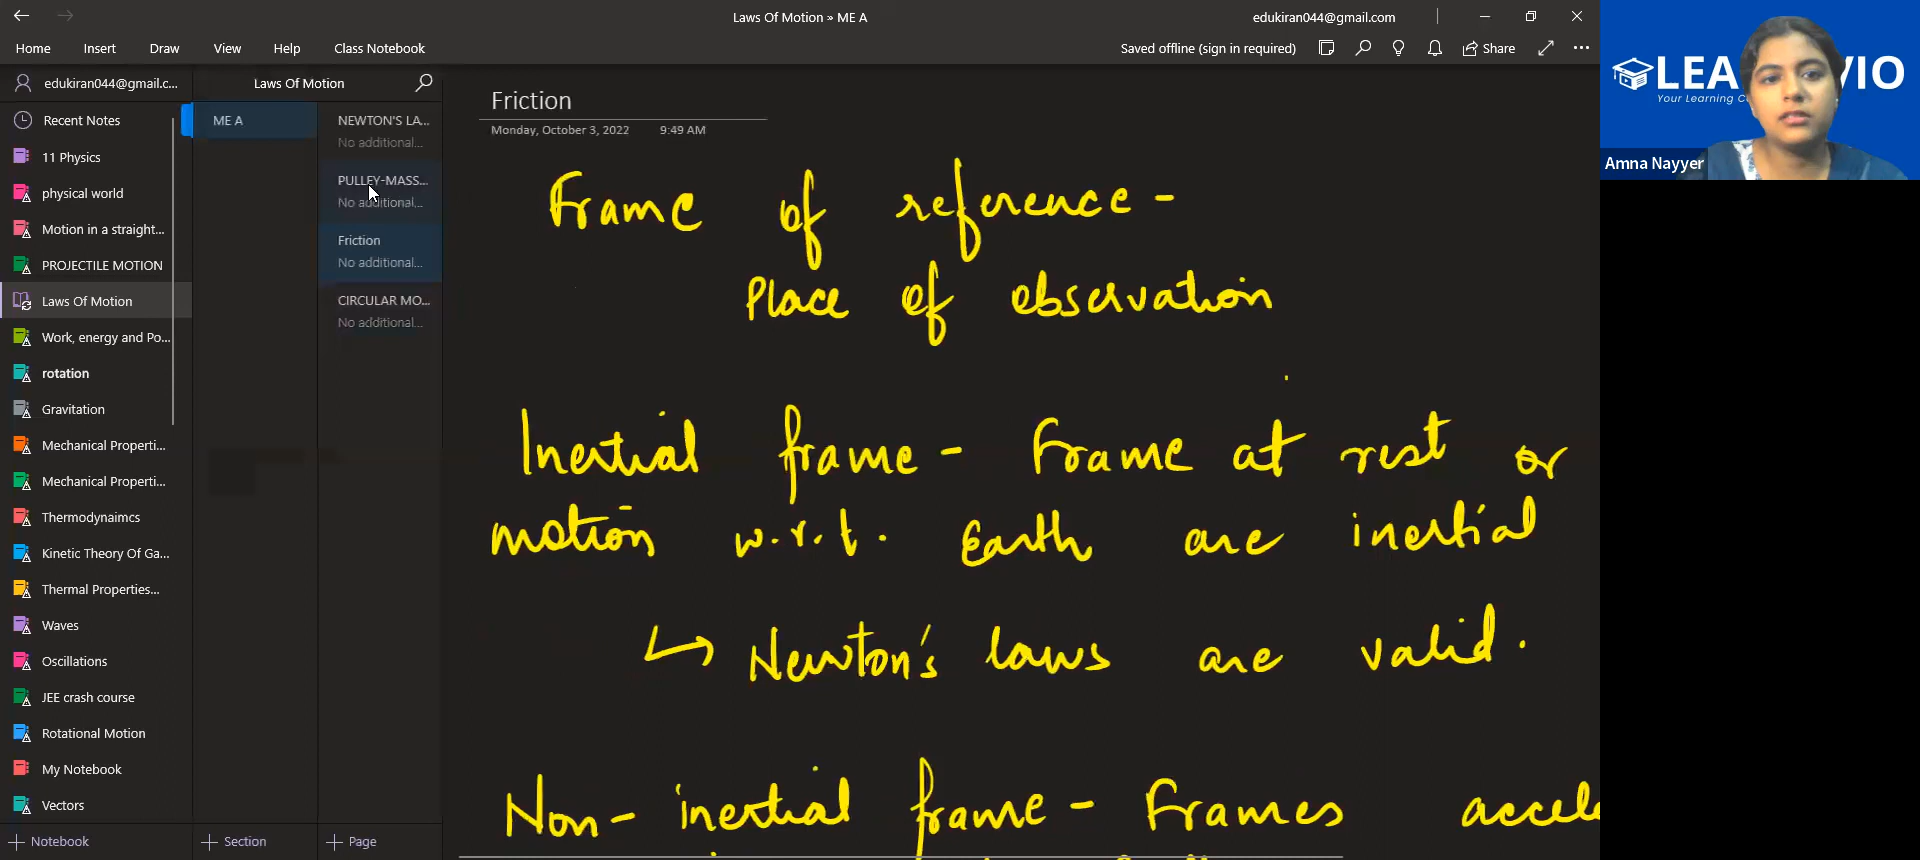 Laws Of Motion » ME A
edukiran044@gmail.com
Home Insert Draw View Help Class Notebook
Saved offline (sign in required)
Share
edukiran044@gmail.c...
Laws Of Motion
Recent Notes
11 Physics
physical world
Motion in a straight...
PROJECTILE MOTION
Laws Of Motion
Work, energy and Po...
rotation
Gravitation
Mechanical Properti...
Mechanical Properti...
Thermodynaimcs
Kinetic Theory Of Ga...
Thermal Properties...
Waves
Oscillations
JEE crash course
Rotational Motion
My Notebook
Vectors
Notebook
ME A
Section
NEWTON'S LA...
No additional...
PULLEY-MASS...
No additional...
Friction
No additional...
CIRCULAR MO...
No additional...
Page
Friction
Monday, October 3, 2022 9:49 AM
Frame of reference -
Place of observation
Inertial frame - Frame at rest or
motion w.r.t. Earth are inertial
↳ Newton's laws are valid.
Non-inertial frame - Frames accele
LEA VIO
Your Learning C
Amna Nayyer